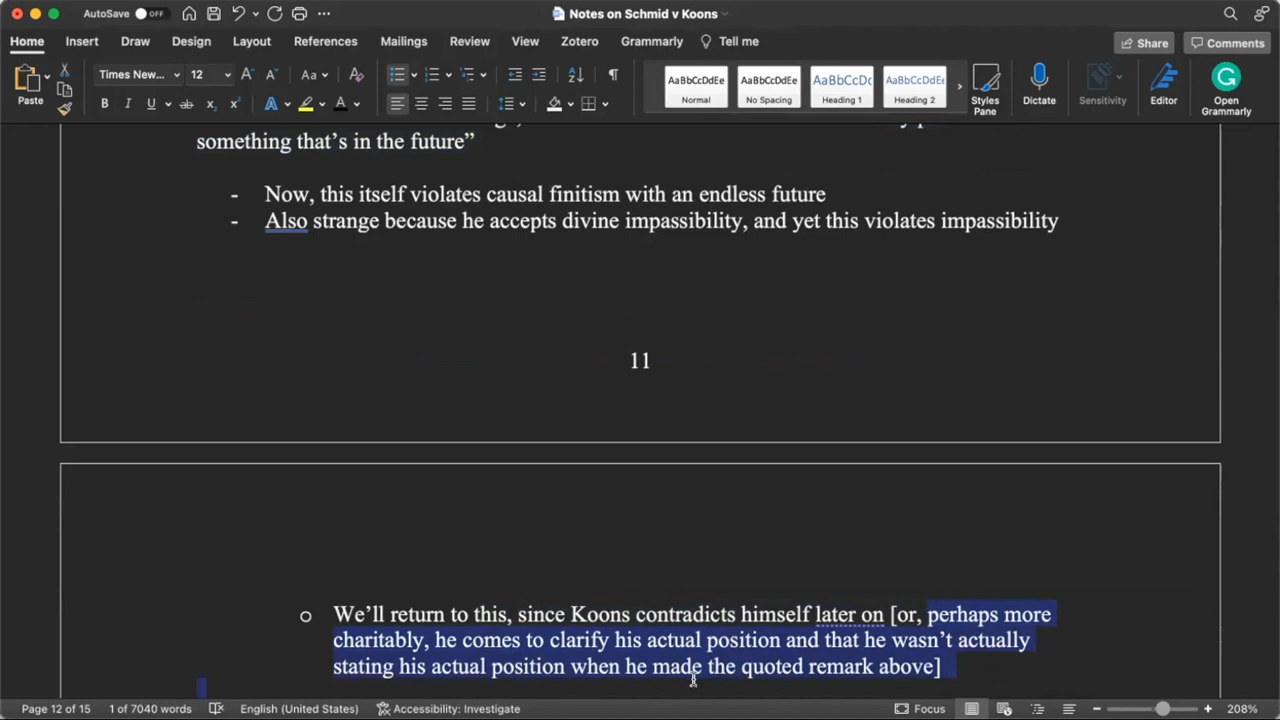 AutoSave OFF
Notes on Schmid v Koons
Home Insert Draw Design Layout References Mailings Review View Zotero Grammarly Tell me Share Comments
Times New... 12 Aa
AaBbCcDdEe AaBbCcDdEe AaBbCcDc AaBbCcDdEe
Paste Normal No Spacing Heading 1 Heading 2 Styles Pane Dictate Sensitivity Editor Open Grammarly
something that's in the future”
- Now, this itself violates causal finitism with an endless future
- Also strange because he accepts divine impassibility, and yet this violates impassibility
11
o We'll return to this, since Koons contradicts himself later on [or, perhaps more
charitably, he comes to clarify his actual position and that he wasn't actually
stating his actual position when he made the quoted remark above]
Page 12 of 15 1 of 7040 words English (United States) Accessibility: Investigate Focus 208%